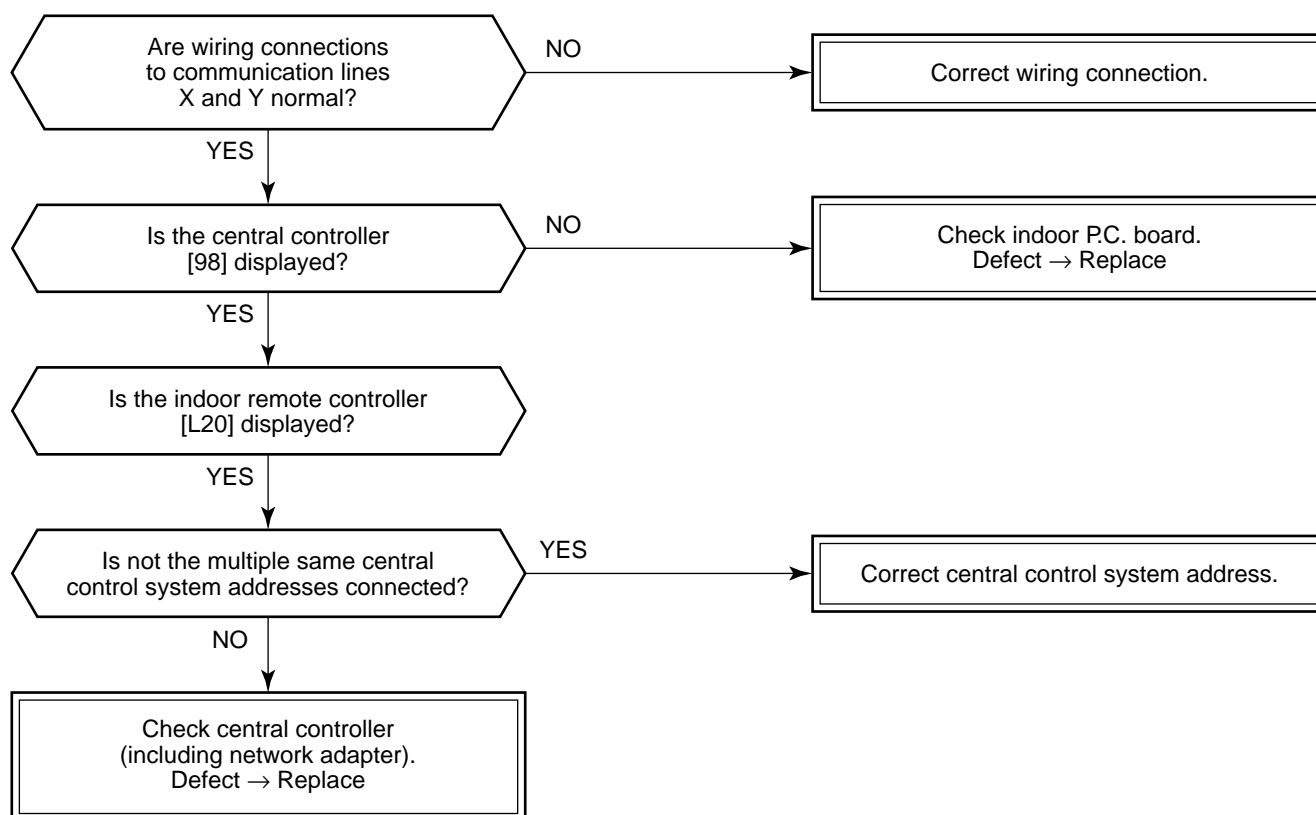 Are wiring connections
to communication lines
X and Y normal?
NO
Correct wiring connection.
YES
Is the central controller
[98] displayed?
NO
Check indoor P.C. board.
Defect → Replace
YES
Is the indoor remote controller
[L20] displayed?
YES
Is not the multiple same central
control system addresses connected?
YES
Correct central control system address.
NO
Check central controller
(including network adapter).
Defect → Replace